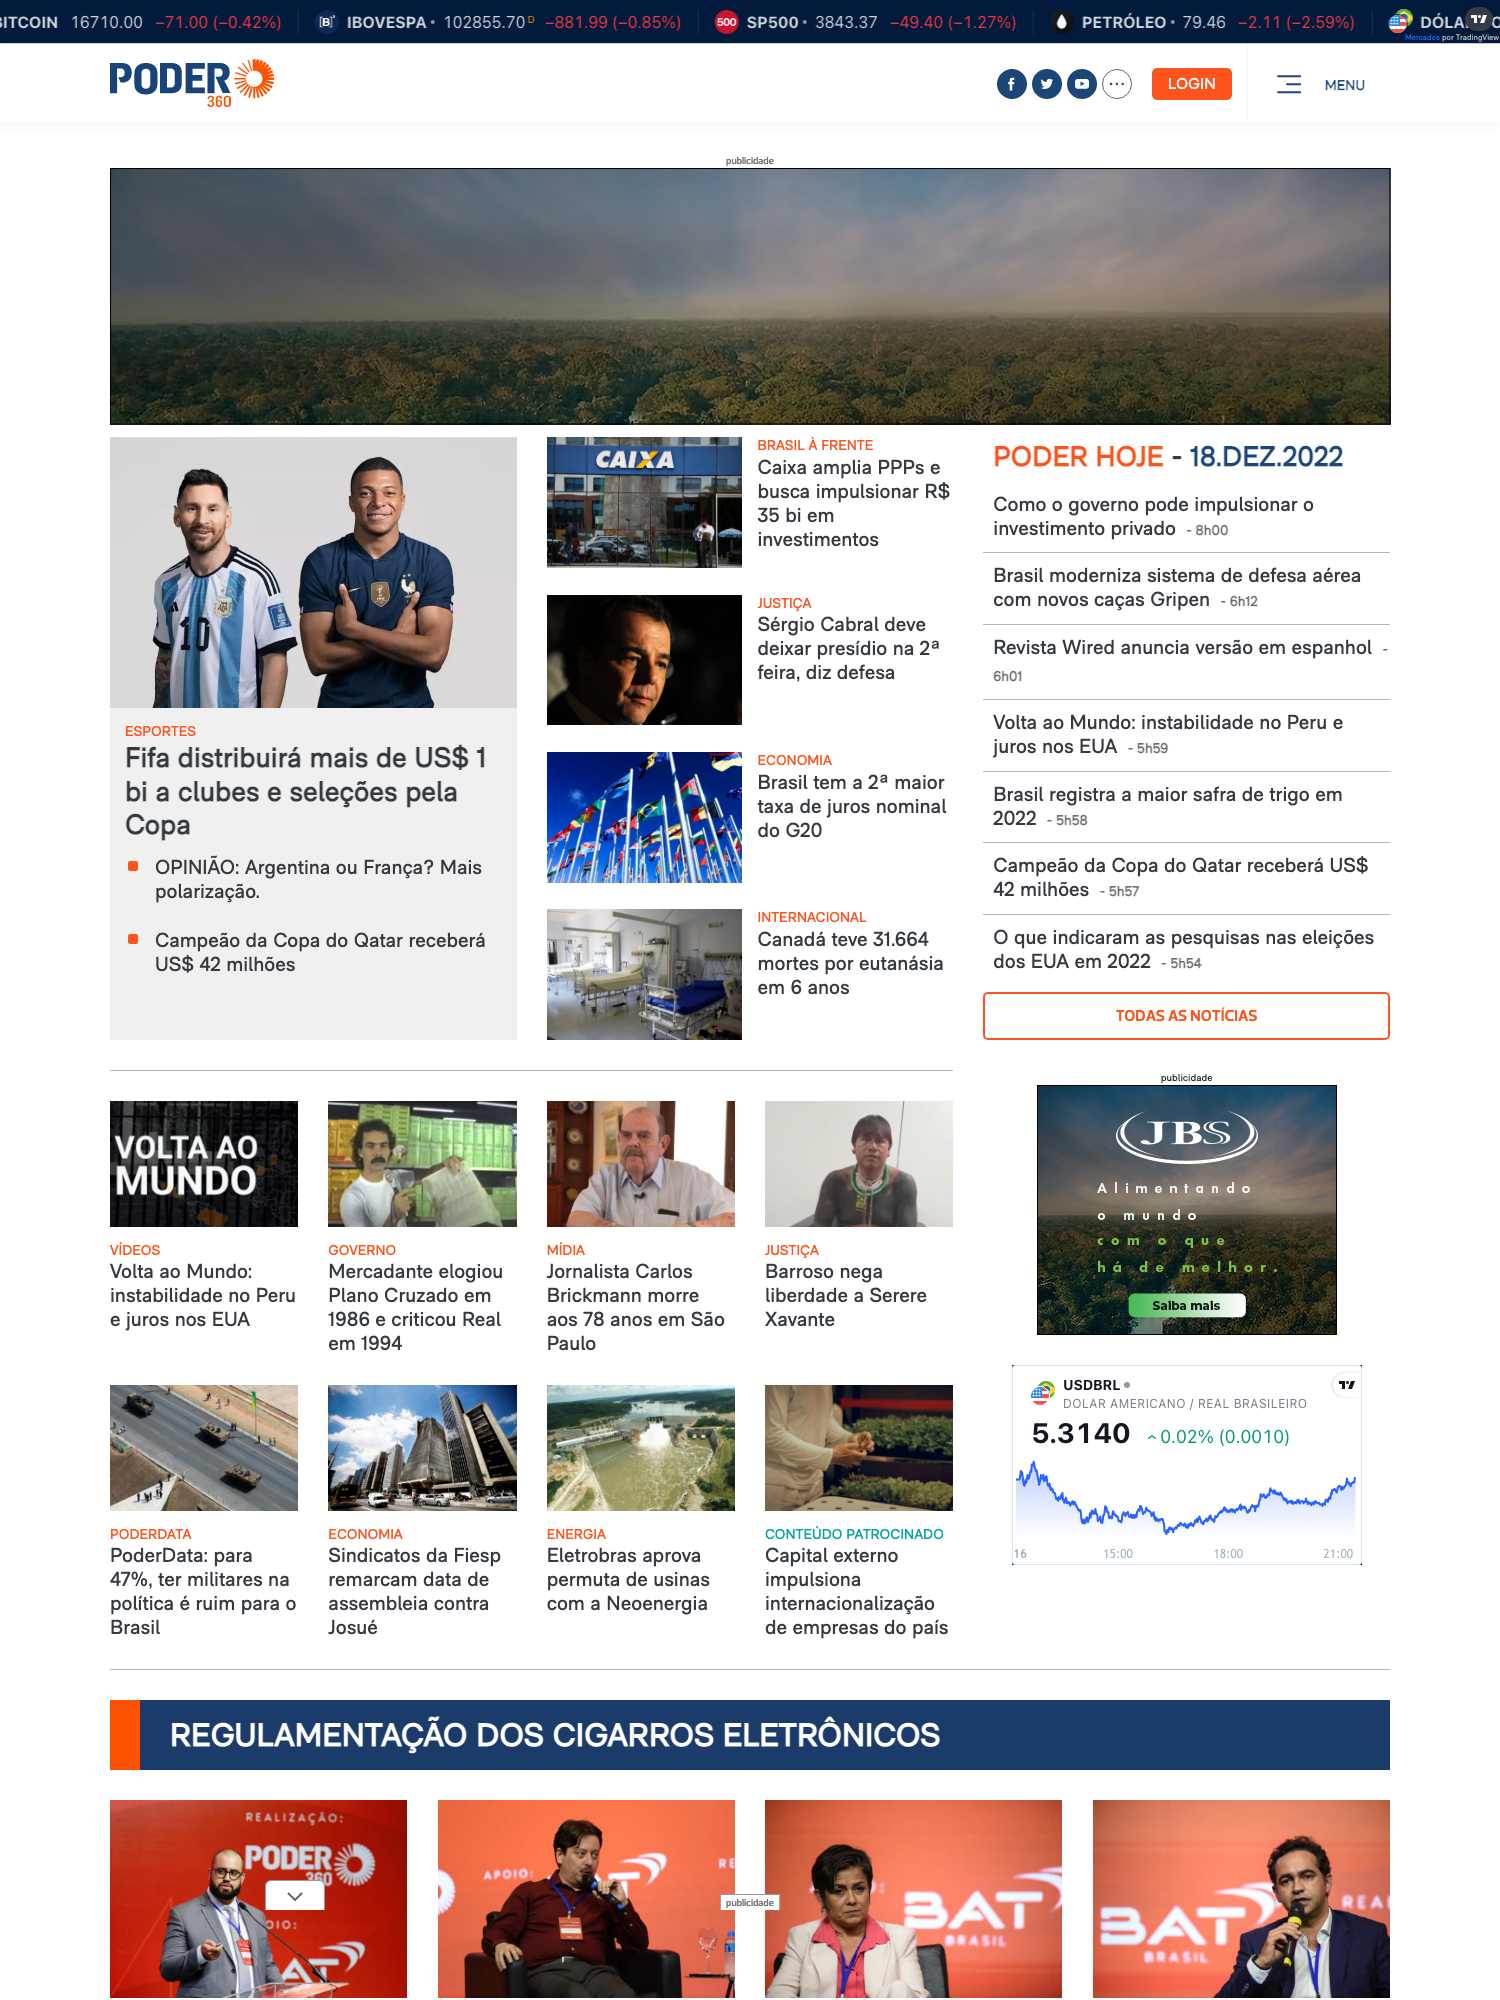 BITCOIN 16710.00 −71.00 (−0.42%) IBOVESPA 102855.70 D −881.99 (−0.85%) 500 SP500 3843.37 −49.40 (−1.27%) PETRÓLEO 79.46 −2.11 (−2.59%)
Mercados por TradingView
PODER
360
LOGIN
MENU
publicidade
CAIXA
10
ESPORTES
Fifa distribuirá mais de US$ 1
bi a clubes e seleções pela
Copa
OPINIÃO: Argentina ou França? Mais
polarização.
Campeão da Copa do Qatar receberá
US$ 42 milhões
BRASIL À FRENTE
Caixa amplia PPPs e
busca impulsionar R$
35 bi em
investimentos
JUSTIÇA
Sérgio Cabral deve
deixar presídio na 2ª
feira, diz defesa
ECONOMIA
Brasil tem a 2ª maior
taxa de juros nominal
do G20
INTERNACIONAL
Canadá teve 31.664
mortes por eutanásia
em 6 anos
PODER HOJE - 18.DEZ.2022
Como o governo pode impulsionar o
investimento privado - 8h00
Brasil moderniza sistema de defesa aérea
com novos caças Gripen - 6h12
Revista Wired anuncia versão em espanhol -
6h01
Volta ao Mundo: instabilidade no Peru e
juros nos EUA - 5h59
Brasil registra a maior safra de trigo em
2022 - 5h58
Campeão da Copa do Qatar receberá US$
42 milhões - 5h57
O que indicaram as pesquisas nas eleições
dos EUA em 2022 - 5h54
TODAS AS NOTÍCIAS
VOLTA AO
MUNDO
VÍDEOS
Volta ao Mundo:
instabilidade no Peru
e juros nos EUA
GOVERNO
Mercadante elogiou
Plano Cruzado em
1986 e criticou Real
em 1994
MÍDIA
Jornalista Carlos
Brickmann morre
aos 78 anos em São
Paulo
JUSTIÇA
Barroso nega
liberdade a Serere
Xavante
PODERDATA
PoderData: para
47%, ter militares na
política é ruim para o
Brasil
ECONOMIA
Sindicatos da Fiesp
remarcam data de
assembleia contra
Josué
ENERGIA
Eletrobras aprova
permuta de usinas
com a Neoenergia
CONTEÚDO PATROCINADO
Capital externo
impulsiona
internacionalização
de empresas do país
publicidade
JBS
Alimentando
o mundo
com o que
há de melhor.
Saiba mais
USDBRL
DOLAR AMERICANO / REAL BRASILEIRO
5.3140 0.02% (0.0010)
16 15:00 18:00 21:00
REGULAMENTAÇÃO DOS CIGARROS ELETRÔNICOS
REALIZAÇÃO:
PODER
360
APOIO:
BAT
BRASIL
BAT
BRASIL
publicidade